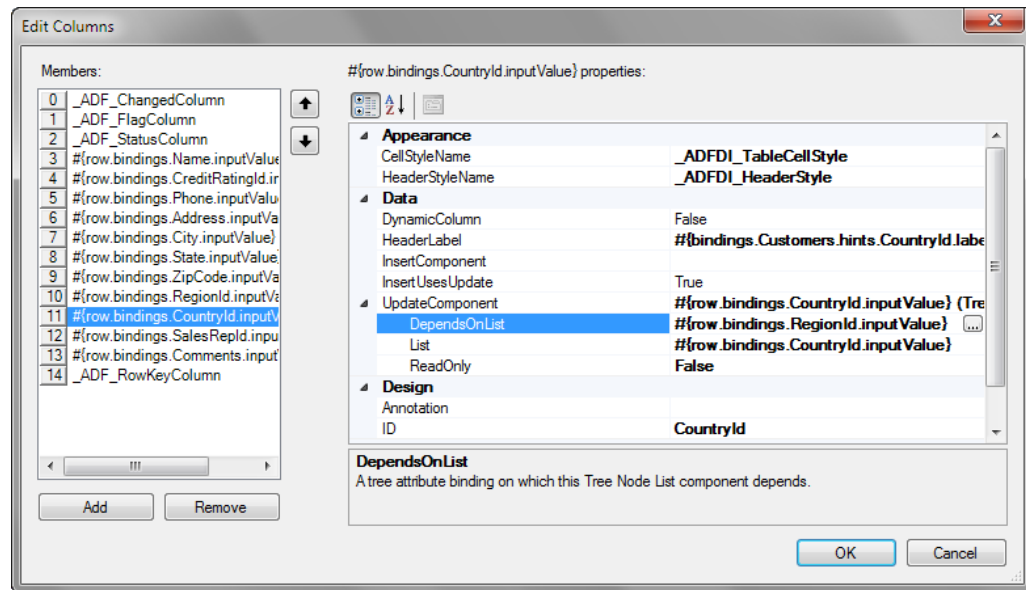 Edit Columns
Members:
0 _ADF_ChangedColumn
1 _ADF_FlagColumn
2 _ADF_StatusColumn
3 #{row.bindings.Name.inputValue
4 #{row.bindings.CreditRatingId.in
5 #{row.bindings.Phone.inputValu
6 #{row.bindings.Address.inputVa
7 #{row.bindings.City.inputValue}
8 #{row.bindings.State.inputValue
9 #{row.bindings.ZipCode.inputVa
10 #{row.bindings.RegionId.inputVa
11 #{row.bindings.CountryId.inputV
12 #{row.bindings.SalesRepId.inpu
13 #{row.bindings.Comments.input
14 _ADF_RowKeyColumn
Add
Remove
#{row.bindings.CountryId.inputValue} properties:
Appearance
CellStyleName _ADFDI_TableCellStyle
HeaderStyleName _ADFDI_HeaderStyle
Data
DynamicColumn False
HeaderLabel #{bindings.Customers.hints.CountryId.labe
InsertComponent
InsertUsesUpdate True
UpdateComponent #{row.bindings.CountryId.inputValue} (Tre
DependsOnList #{row.bindings.RegionId.inputValue} ...
List #{row.bindings.CountryId.inputValue}
ReadOnly False
Design
Annotation
ID CountryId
DependsOnList
A tree attribute binding on which this Tree Node List component depends.
OK
Cancel